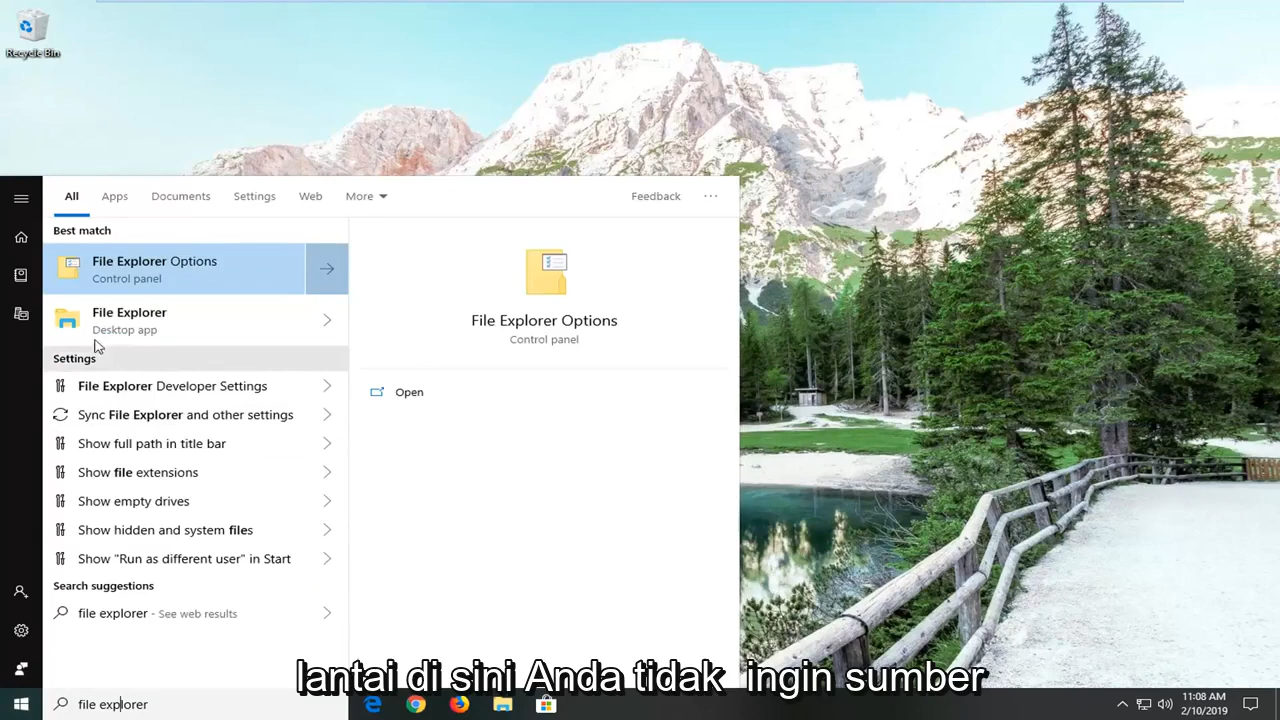 Recycle Bin
All Apps Documents Settings Web More Feedback ···
Best match
File Explorer Options
Control panel
File Explorer
Desktop app
Settings
File Explorer Developer Settings
Sync File Explorer and other settings
Show full path in title bar
Show file extensions
Show empty drives
Show hidden and system files
Show "Run as different user" in Start
Search suggestions
file explorer - See web results
File Explorer Options
Control panel
Open
lantai di sini Anda tidak ingin sumber
file explorer
11:08 AM
2/10/2019